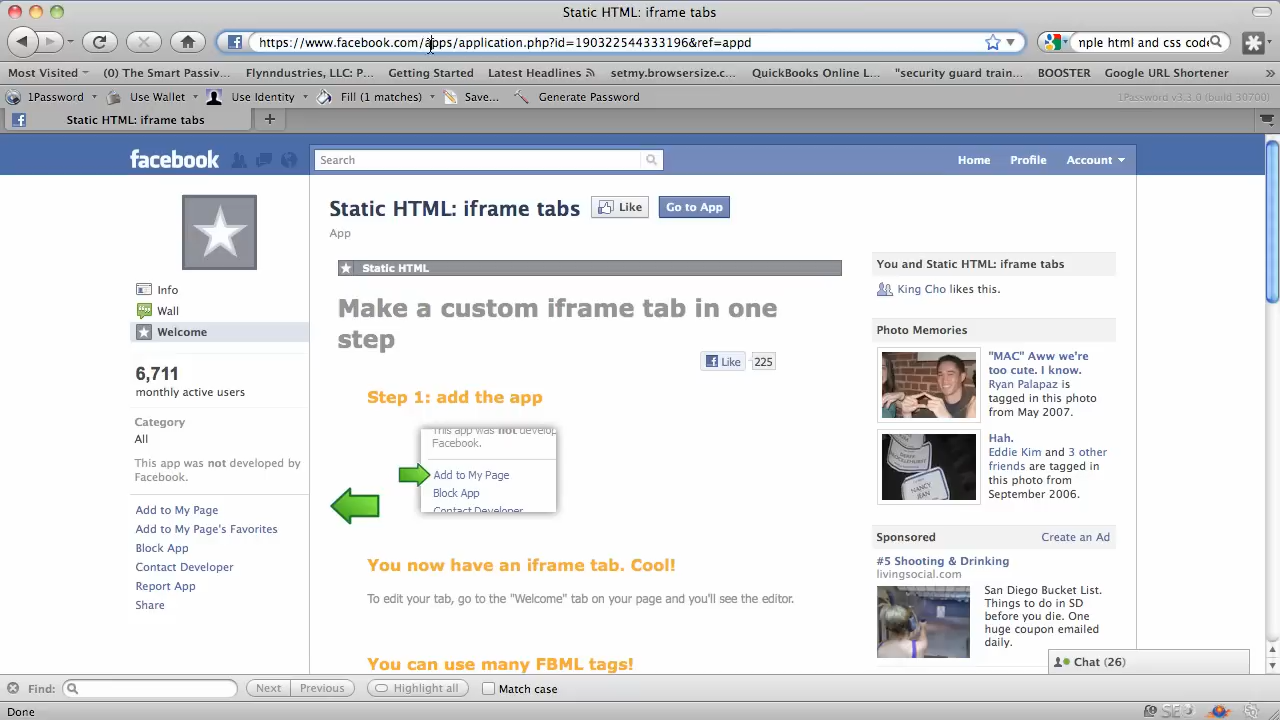 Static HTML: iframe tabs
https://www.facebook.com/apps/application.php?id=190322544333196&ref=appd
nple html and css code
Most Visited
(0) The Smart Passiv...
Flynndustries, LLC: P...
Getting Started
Latest Headlines
setmy.browsersize.c...
QuickBooks Online L...
"security guard train...
BOOSTER
Google URL Shortener
»
1Password
Use Wallet
Use Identity
Fill (1 matches)
Save...
Generate Password
1Password v3.3.0 (build 30700)
Static HTML: iframe tabs
facebook
Search
Home
Profile
Account
Static HTML: iframe tabs
Like
Go to App
App
Info
Wall
Welcome
6,711
monthly active users
Category
All
This app was not developed by
Facebook.
Add to My Page
Add to My Page's Favorites
Block App
Contact Developer
Report App
Share
Static HTML
Make a custom iframe tab in one
step
Like
225
Step 1: add the app
This app was not develop
Facebook.
Add to My Page
Block App
Contact Developer
You now have an iframe tab. Cool!
To edit your tab, go to the "Welcome" tab on your page and you'll see the editor.
You can use many FBML tags!
You and Static HTML: iframe tabs
King Cho likes this.
Photo Memories
"MAC" Aww we're
too cute. I know.
Ryan Palapaz is
tagged in this photo
from May 2007.
Hah.
Eddie Kim and 3 other
friends are tagged in
this photo from
September 2006.
NANCY
JEAN
Sponsored
Create an Ad
#5 Shooting & Drinking
livingsocial.com
San Diego Bucket List.
Things to do in SD
before you die. One
huge coupon emailed
daily.
Chat (26)
Find:
Next
Previous
Highlight all
Match case
Done